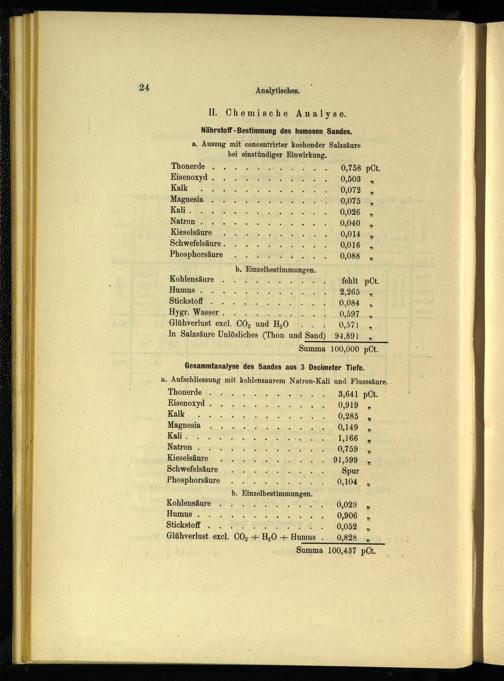 24
Analytisches.
II. Chemische Analyse.
Nährstoff-Bestimmung des humosen Sandes.
a. Auszug mit concentrirter kochender Salzsäure
bei einstündiger Einwirkung.
Thonerde . . . . . . . . . . . 0,758 pCt.
Eisenoxyd . . . . . . . . . . . 0,503 „
Kalk . . . . . . . . . . . 0,072 „
Magnesia . . . . . . . . . . . 0,075 „
Kali . . . . . . . . . . . . 0,026 „
Natron . . . . . . . . . . . 0,040 „
Kieselsäure . . . . . . . . . . 0,014 „
Schwefelsäure . . . . . . . . . . 0,016 „
Phosphorsäure . . . . . . . . . 0,088 „
b. Einzelbestimmungen.
Kohlensäure . . . . . . . . . . fehlt pCt.
Humus . . . . . . . . . . . . 2,265 „
Stickstoff . . . . . . . . . . . 0,084 „
Hygr. Wasser . . . . . . . . . . 0,597 „
Glühverlust excl. CO₂ und H₂O . . . 0,571 „
In Salzsäure Unlösliches (Thon und Sand) 94,891 „
Summa 100,000 pCt.
Gesammtanalyse des Sandes aus 3 Decimeter Tiefe.
a. Aufschliessung mit kohlensaurem Natron-Kali und Flusssäure.
Thonerde . . . . . . . . . . . 3,641 pCt.
Eisenoxyd . . . . . . . . . . . 0,919 „
Kalk . . . . . . . . . . . 0,285 „
Magnesia . . . . . . . . . . . 0,149 „
Kali . . . . . . . . . . . . 1,166 „
Natron . . . . . . . . . . . 0,759 „
Kieselsäure . . . . . . . . . . 91,599 „
Schwefelsäure . . . . . . . . . Spur
Phosphorsäure . . . . . . . . . 0,104 „
b. Einzelbestimmungen.
Kohlensäure . . . . . . . . . . 0,029 „
Humus . . . . . . . . . . . . 0,906 „
Stickstoff . . . . . . . . . . . 0,052 „
Glühverlust excl. CO₂ + H₂O + Humus . 0,828 „
Summa 100,437 pCt.